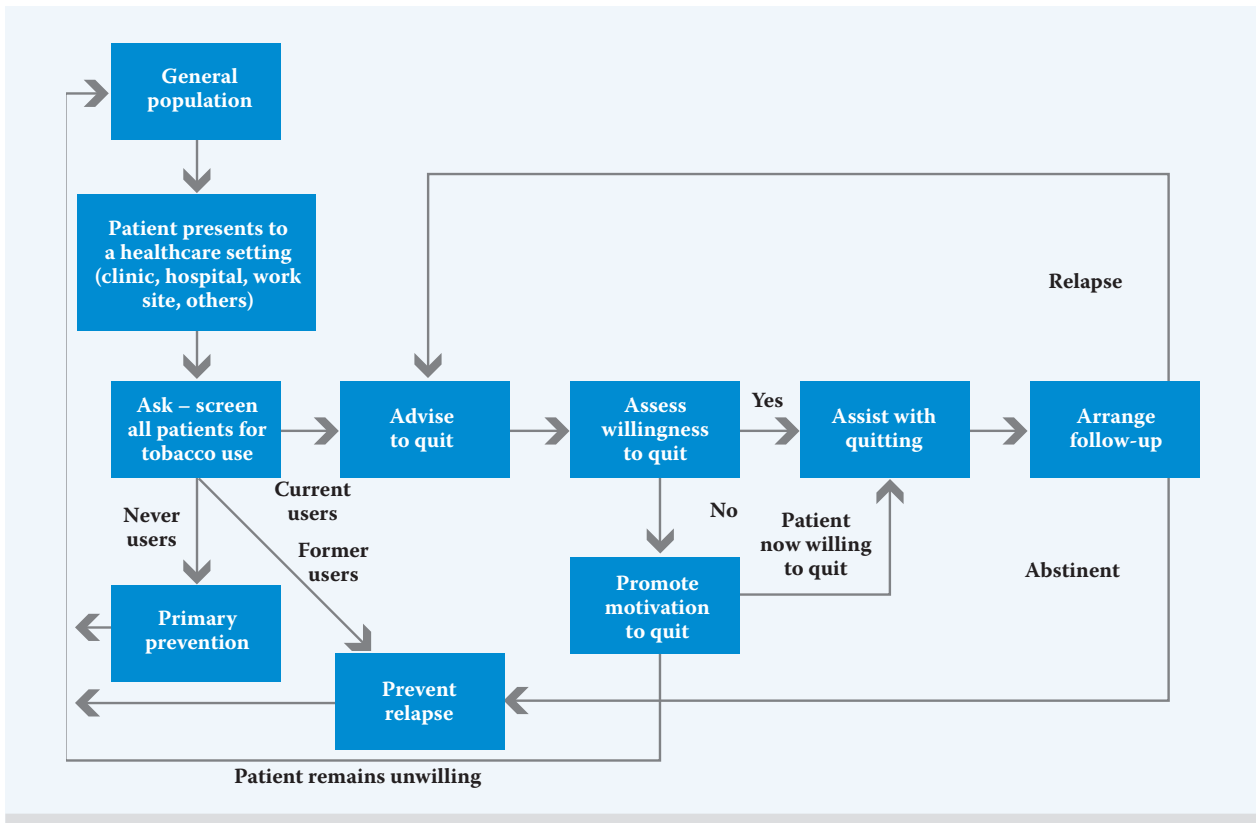 General
population
Patient presents to
a healthcare setting
(clinic, hospital, work
site, others)
Relapse
Ask – screen
all patients for
tobacco use
Advise
to quit
Assess
willingness
to quit
Yes
Assist with
quitting
Arrange
follow-up
Current
users
Never
users
Former
users
No
Patient
now willing
to quit
Abstinent
Primary
prevention
Promote
motivation
to quit
Prevent
relapse
Patient remains unwilling